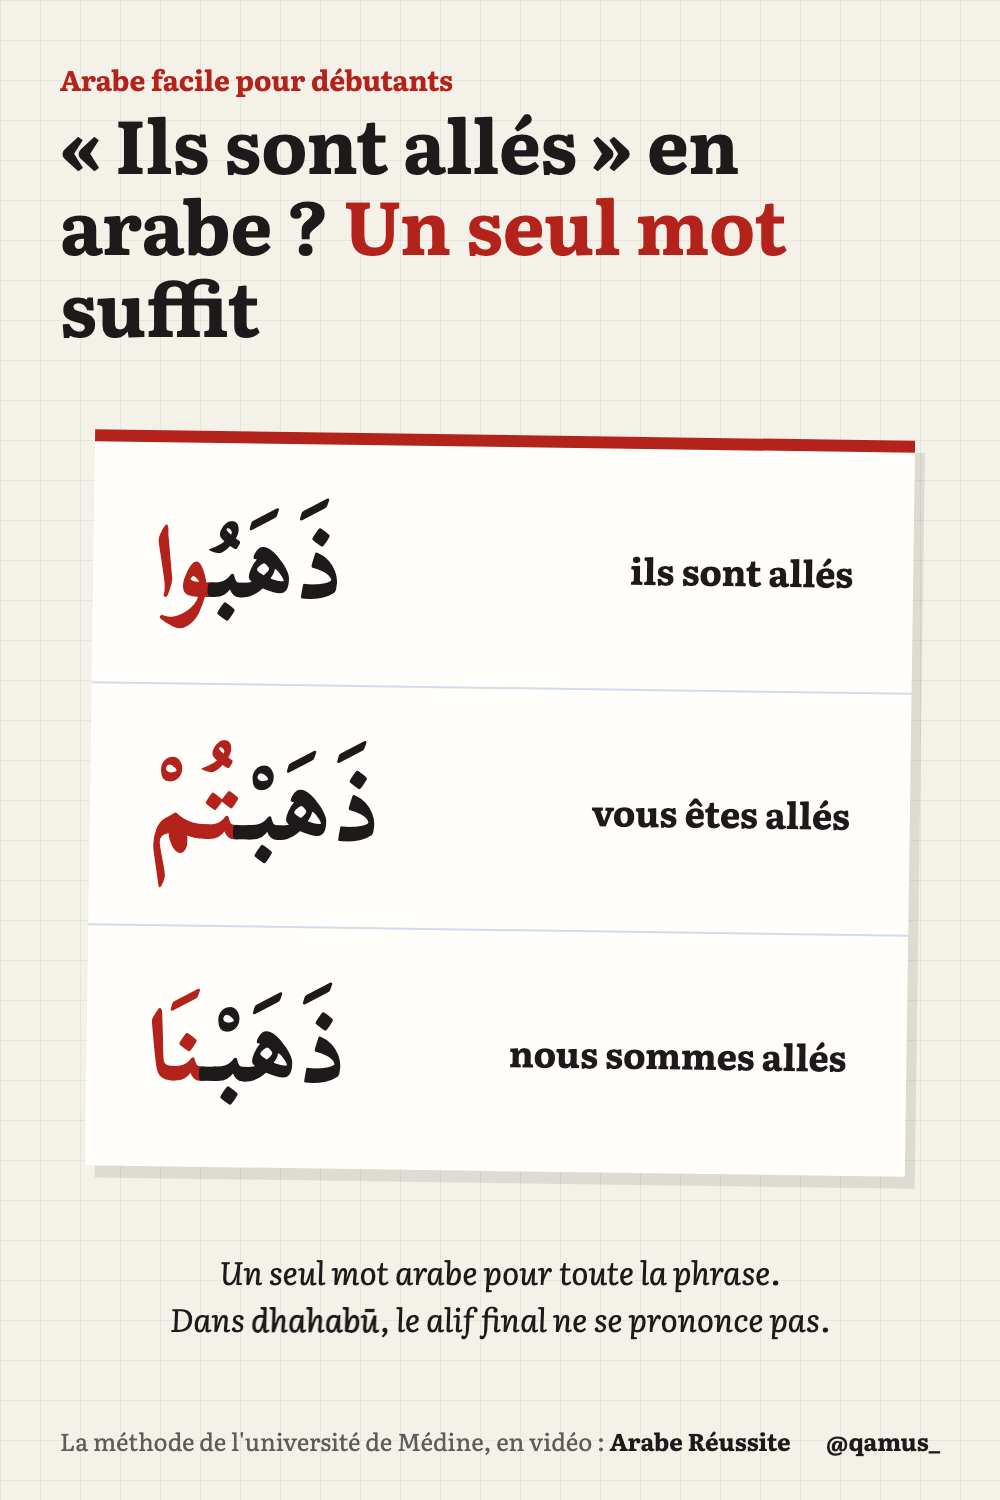 Arabe facile pour débutants
« Ils sont allés » en
arabe ? Un seul mot
suffit
ذَهَبُوا ils sont allés
ذَهَبْتُمْ vous êtes allés
ذَهَبْنَا nous sommes allés
Un seul mot arabe pour toute la phrase.
Dans dhahabū, le alif final ne se prononce pas.
La méthode de l'université de Médine, en vidéo : Arabe Réussite @qamus_